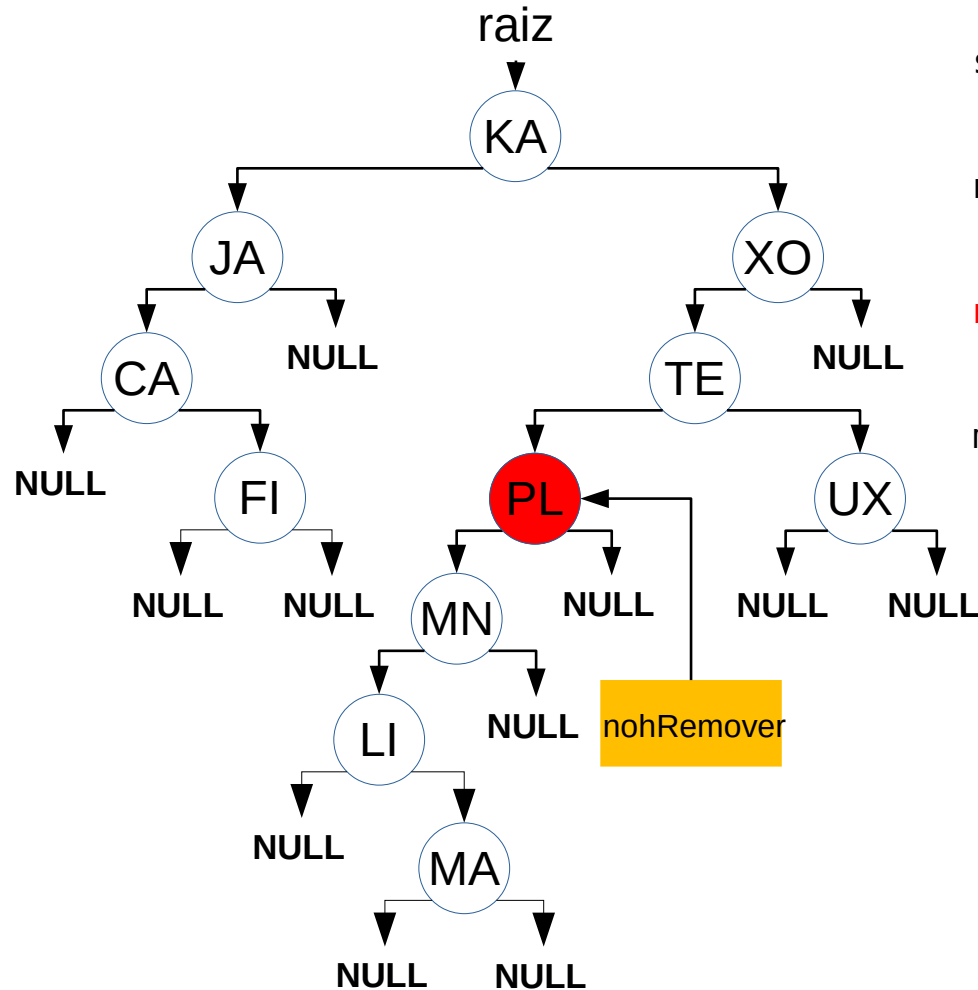 raiz
KA
JA
XO
NULL
NULL
CA
TE
NULL
FI
PL
UX
NULL
NULL
NULL
NULL
NULL
MN
NULL
nohRemover
LI
NULL
MA
NULL
NULL